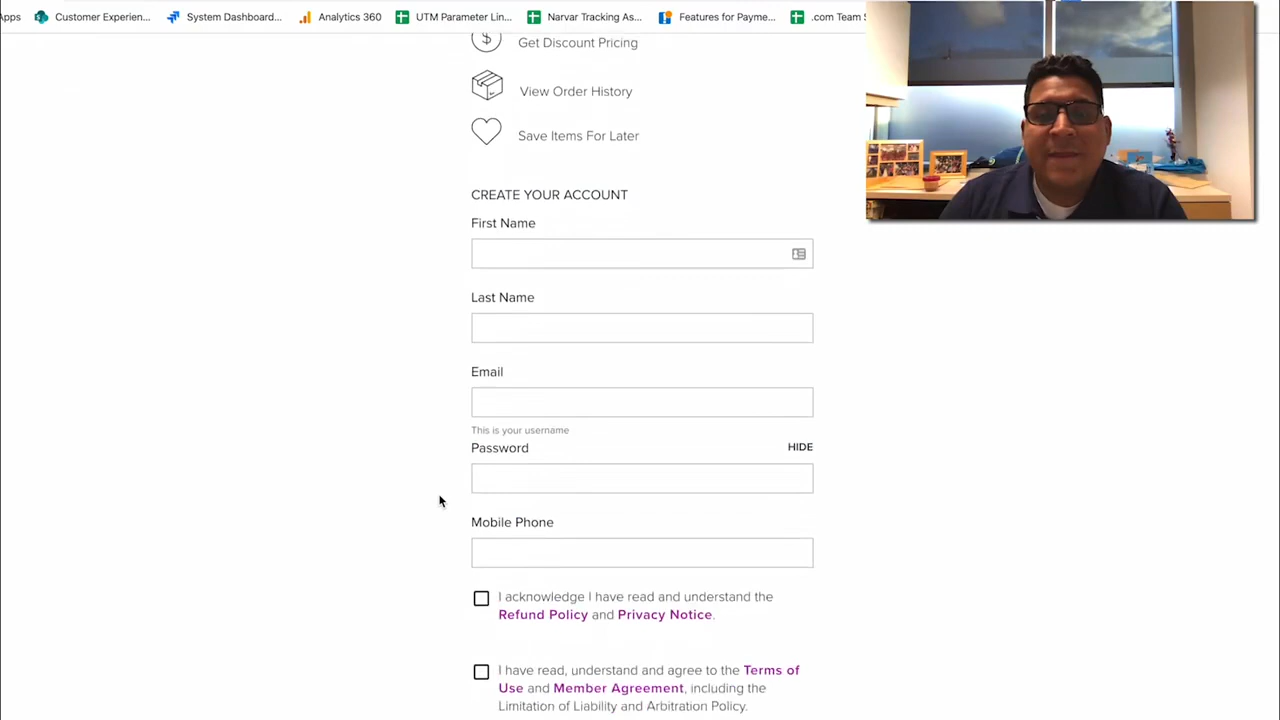 Apps Customer Experien... System Dashboard... Analytics 360 UTM Parameter Lin... Narvar Tracking As... Features for Payme... .com Team
$ Get Discount Pricing
View Order History
Save Items For Later
CREATE YOUR ACCOUNT
First Name
Last Name
Email
This is your username
Password HIDE
Mobile Phone
I acknowledge I have read and understand the
Refund Policy and Privacy Notice.
I have read, understand and agree to the Terms of
Use and Member Agreement, including the
Limitation of Liability and Arbitration Policy.